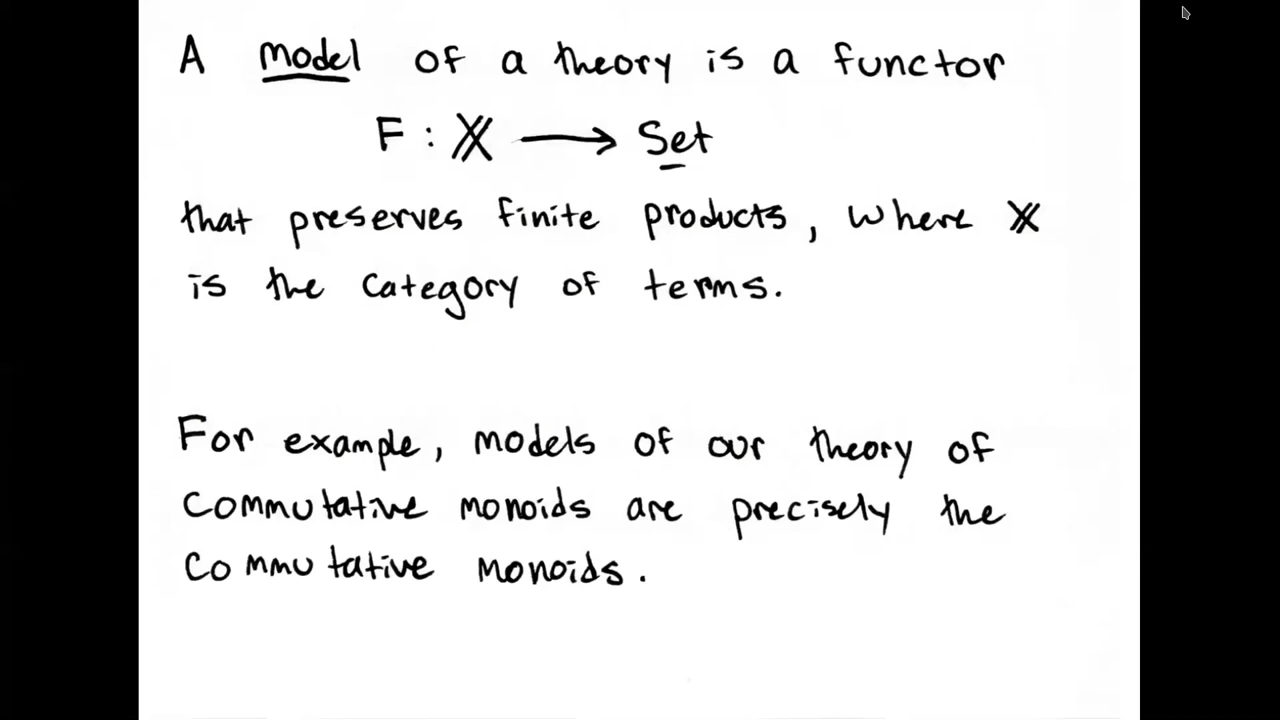 A model of a theory is a functor
F : 𝕏 ⟶ Set
that preserves finite products, where 𝕏
is the category of terms.
For example, models of our theory of
commutative monoids are precisely the
commutative monoids.